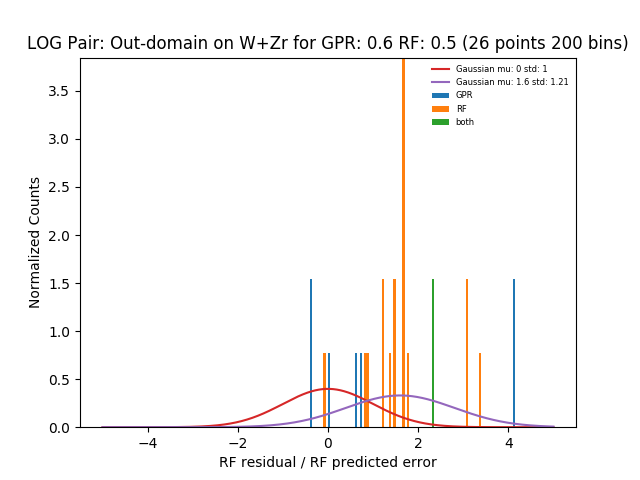 LOG Pair: Out-domain on W+Zr for GPR: 0.6 RF: 0.5 (26 points 200 bins)
Gaussian mu: 0 std: 1
Gaussian mu: 1.6 std: 1.21
GPR
RF
both
Normalized Counts
3.5
3.0
2.5
2.0
1.5
1.0
0.5
0.0
−4
−2
0
2
4
RF residual / RF predicted error